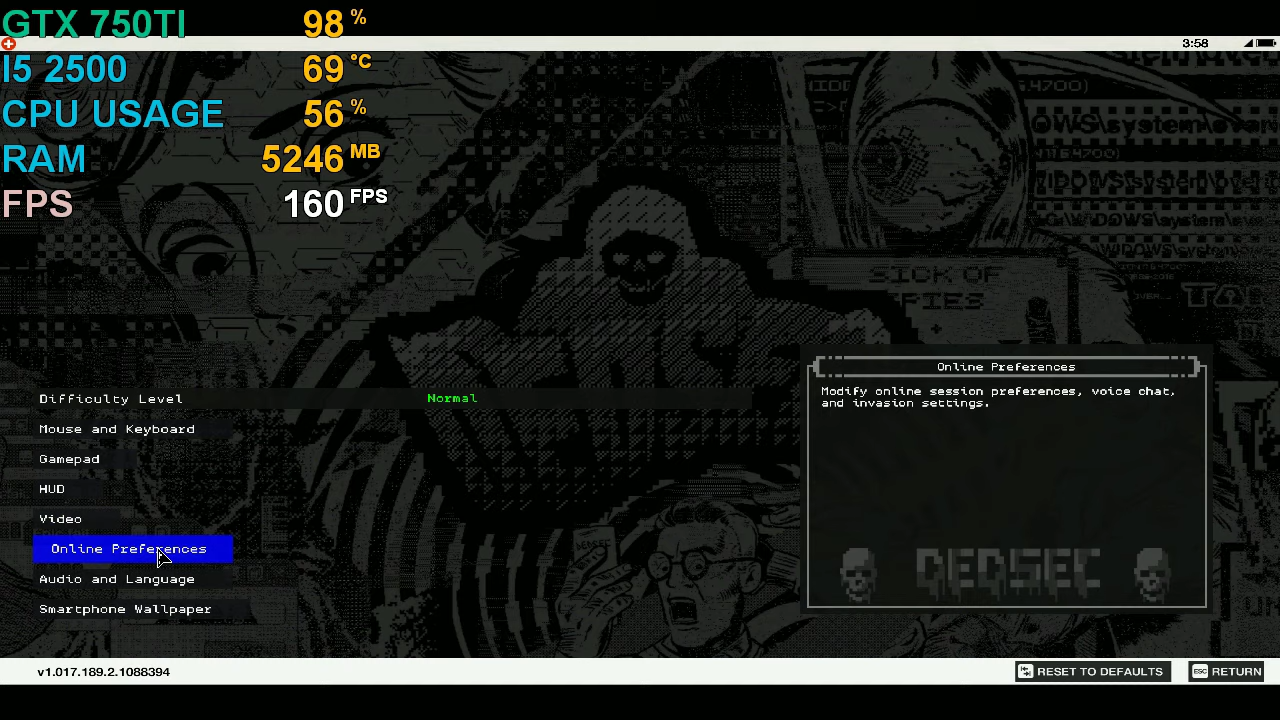 GTX 750TI 98 %
3:58
I5 2500 69 °C
CPU USAGE 56 %
RAM 5246 MB
FPS 160 FPS
SICK OF
Difficulty Level Normal
Mouse and Keyboard
Gamepad
HUD
Video
Online Preferences
Audio and Language
Smartphone Wallpaper
Online Preferences
Modify online session preferences, voice chat,
and invasion settings.
DEDSEC
v1.017.189.2.1088394
RESET TO DEFAULTS
ESC RETURN